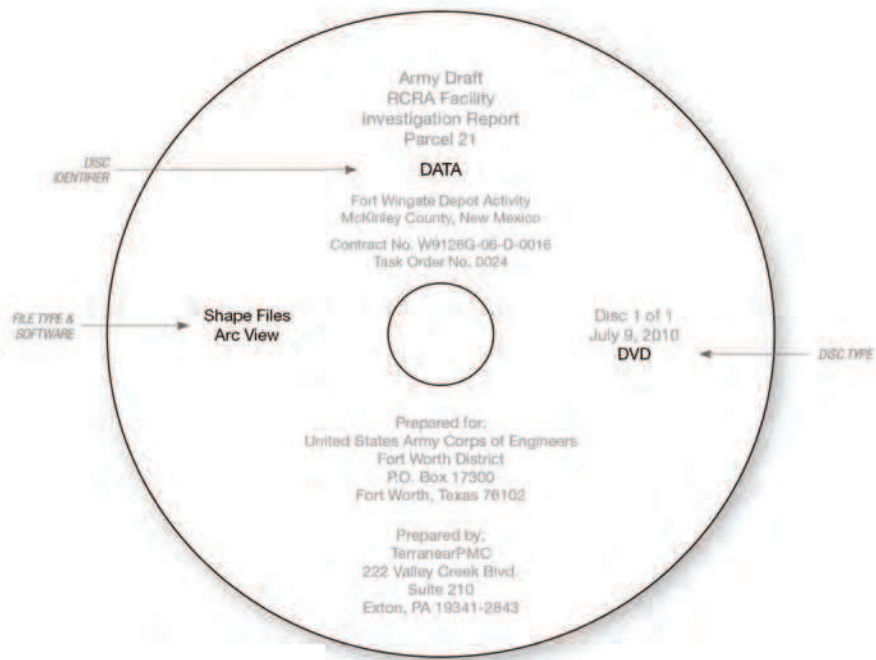 Army Draft
RCRA Facility
Investigation Report
Parcel 21
DISC
IDENTIFIER
DATA
Fort Wingate Depot Activity
McKinley County, New Mexico
Contract No. W9126G-06-D-0016
Task Order No. 0024
FILE TYPE &
SOFTWARE
Shape Files
Arc View
Disc 1 of 1
July 9, 2010
DVD
DISC TYPE
Prepared for:
United States Army Corps of Engineers
Fort Worth District
P.O. Box 17300
Fort Worth, Texas 76102
Prepared by:
TerranearPMC
222 Valley Creek Blvd.
Suite 210
Exton, PA 19341-2843